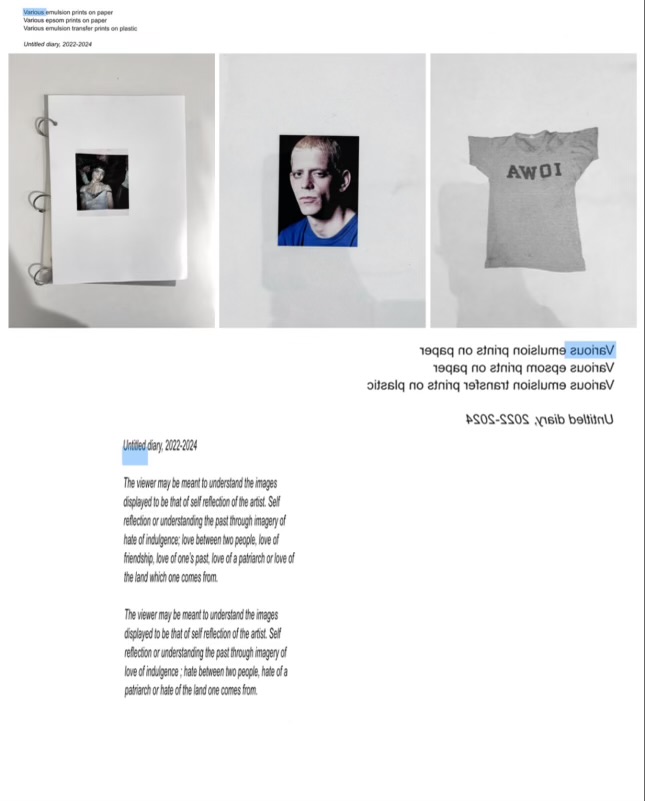 Various emulsion prints on paper
Various epsom prints on paper
Various emulsion transfer prints on plastic
Untitled diary, 2022-2024
AWOI
Various emulsion prints on paper
Various epsom prints on paper
Various emulsion transfer prints on plastic
Untitled diary, 2022-2024
Untitled diary, 2022-2024
The viewer may be meant to understand the images
displayed to be that of self reflection of the artist. Self
reflection or understanding the past through imagery of
hate of indulgence; love between two people, love of
friendship, love of one's past, love of a patriarch or love of
the land which one comes from.
The viewer may be meant to understand the images
displayed to be that of self reflection of the artist. Self
reflection or understanding the past through imagery of
love of indulgence ; hate between two people, hate of a
patriarch or hate of the land one comes from.